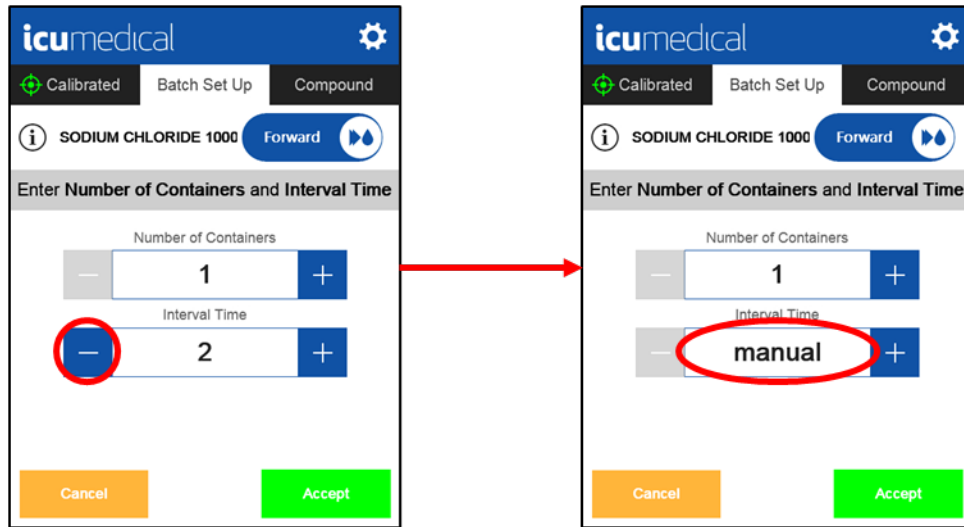 icumedical
Calibrated Batch Set Up Compound
i SODIUM CHLORIDE 1000 Forward
Enter Number of Containers and Interval Time
Number of Containers
− 1 +
Interval Time
− 2 +
Cancel Accept
icumedical
Calibrated Batch Set Up Compound
i SODIUM CHLORIDE 1000 Forward
Enter Number of Containers and Interval Time
Number of Containers
− 1 +
Interval Time
− manual +
Cancel Accept